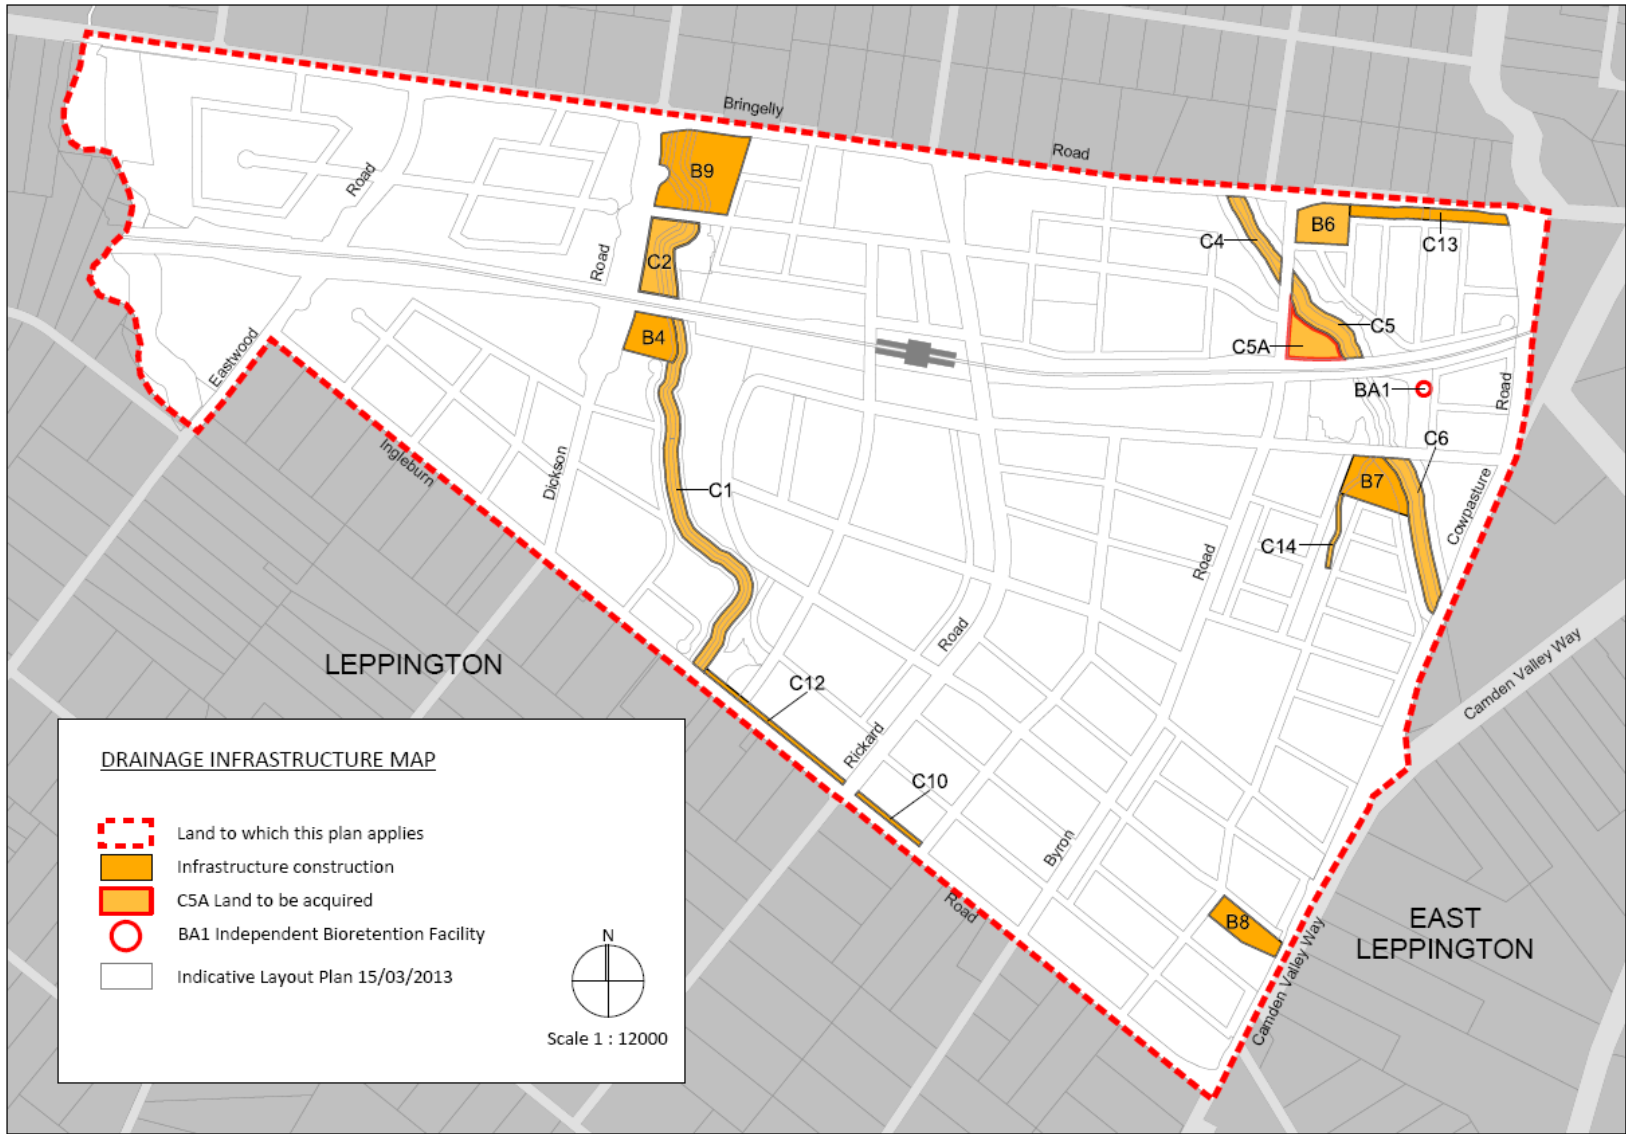 Bringelly
Road
Road
B9
B6
C13
C4
Road
C2
C5
B4
C5A
BA1
Road
Eastwood
C6
Ingleburn
Dickson
B7
C1
Cowpasture
C14
Road
Road
Camden Valley Way
LEPPINGTON
C12
Rickard
C10
Byron
Road
B8
EAST
LEPPINGTON
Camden Valley Way
DRAINAGE INFRASTRUCTURE MAP
Land to which this plan applies
Infrastructure construction
C5A Land to be acquired
BA1 Independent Bioretention Facility
Indicative Layout Plan 15/03/2013
N
Scale 1 : 12000